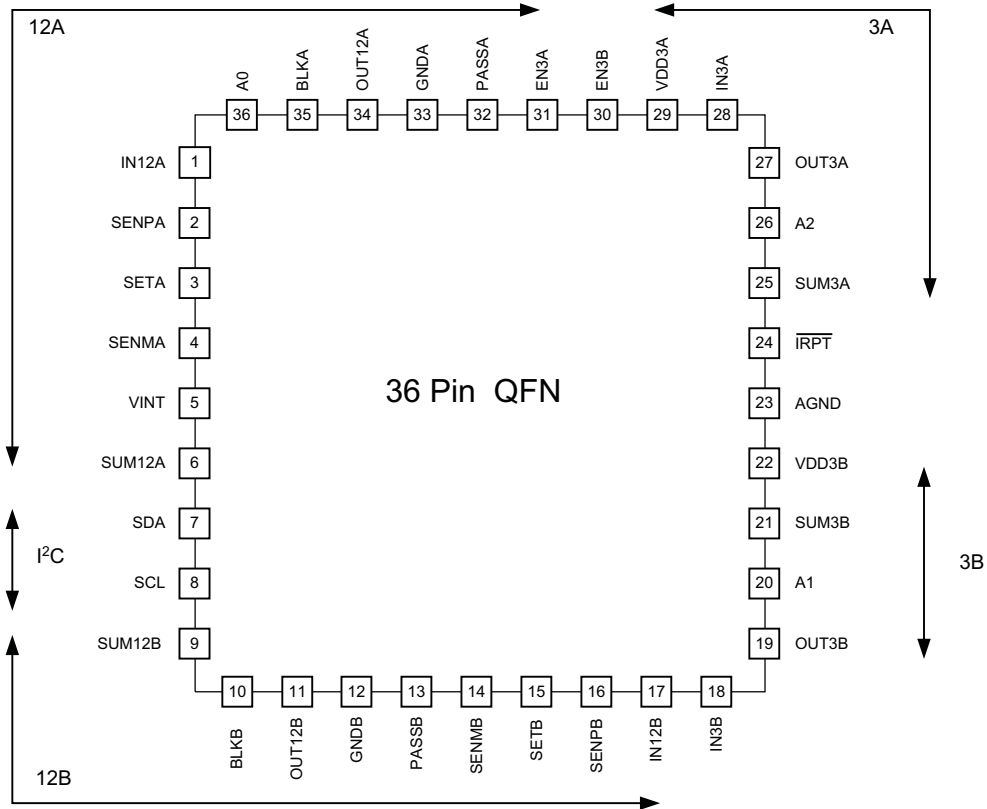 12A
3A
A0
BLKA
OUT12A
GNDA
PASSA
EN3A
EN3B
VDD3A
IN3A
36
35
34
33
32
31
30
29
28
IN12A 1
SENPA 2
SETA 3
SENMA 4
VINT 5
SUM12A 6
SDA 7
SCL 8
SUM12B 9
I²C
36 Pin QFN
27 OUT3A
26 A2
25 SUM3A
24 IRPT
23 AGND
22 VDD3B
21 SUM3B
20 A1
19 OUT3B
3B
10
11
12
13
14
15
16
17
18
BLKB
OUT12B
GNDB
PASSB
SENMB
SETB
SENPB
IN12B
IN3B
12B